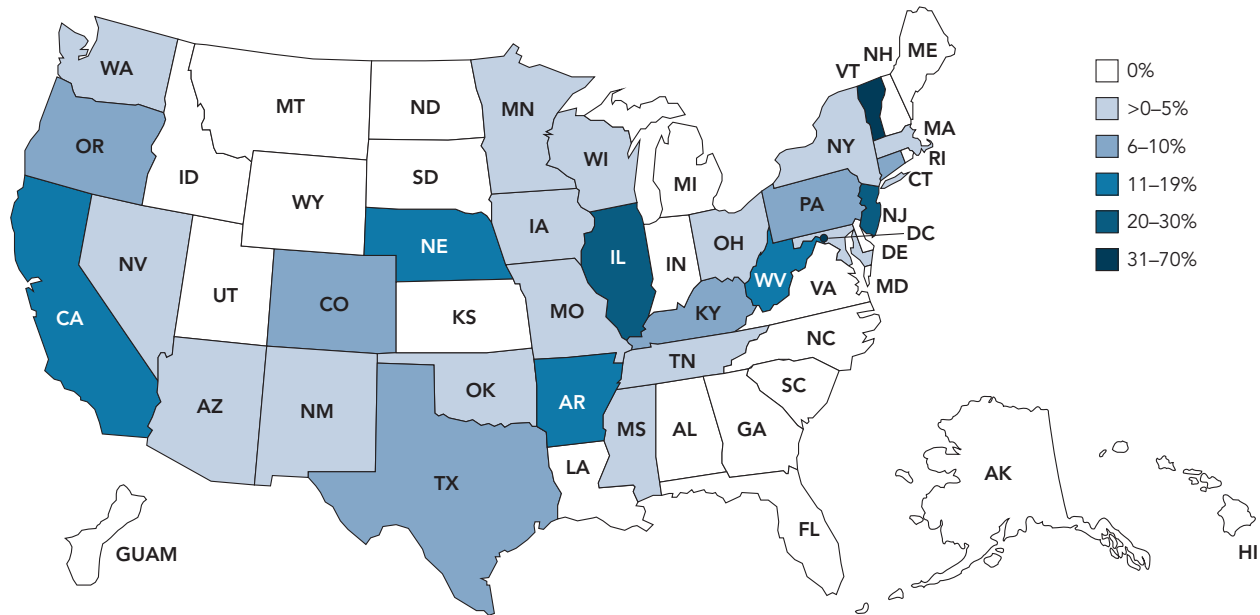 WA
OR
CA
NV
ID
MT
WY
UT
AZ
NM
CO
ND
SD
NE
KS
OK
TX
MN
IA
MO
AR
LA
WI
IL
MS
MI
IN
OH
KY
TN
AL
GA
FL
SC
NC
VA
WV
PA
NY
VT
NH
ME
MA
RI
CT
NJ
DC
DE
MD
AK
HI
GUAM
0%
>0–5%
6–10%
11–19%
20–30%
31–70%